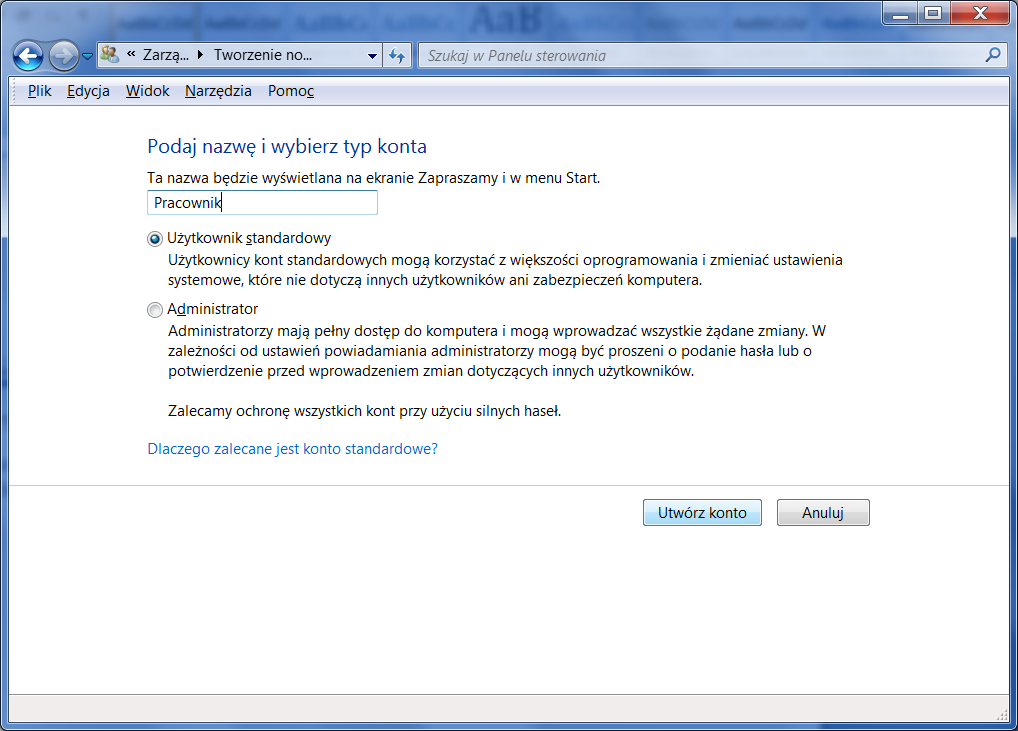 « Zarzą... Tworzenie no...
Szukaj w Panelu sterowania
Plik Edycja Widok Narzędzia Pomoc
Podaj nazwę i wybierz typ konta
Ta nazwa będzie wyświetlana na ekranie Zapraszamy i w menu Start.
Pracownik
Użytkownik standardowy
Użytkownicy kont standardowych mogą korzystać z większości oprogramowania i zmieniać ustawienia
systemowe, które nie dotyczą innych użytkowników ani zabezpieczeń komputera.
Administrator
Administratorzy mają pełny dostęp do komputera i mogą wprowadzać wszystkie żądane zmiany. W
zależności od ustawień powiadamiania administratorzy mogą być proszeni o podanie hasła lub o
potwierdzenie przed wprowadzeniem zmian dotyczących innych użytkowników.
Zalecamy ochronę wszystkich kont przy użyciu silnych haseł.
Dlaczego zalecane jest konto standardowe?
Utwórz konto Anuluj